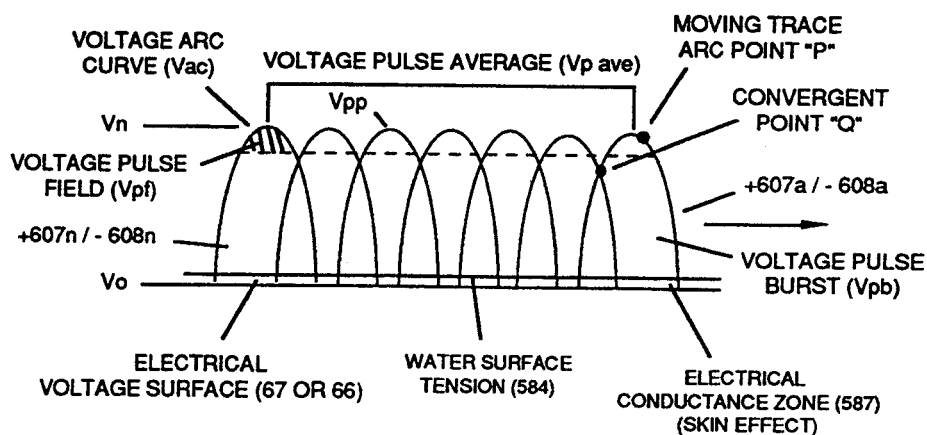 VOLTAGE ARC
CURVE (Vac)
VOLTAGE PULSE AVERAGE (Vp ave)
MOVING TRACE
ARC POINT "P"
Vpp
CONVERGENT
POINT "Q"
Vn
VOLTAGE PULSE
FIELD (Vpf)
+607a / - 608a
+607n / - 608n
VOLTAGE PULSE
BURST (Vpb)
Vo
ELECTRICAL
VOLTAGE SURFACE (67 OR 66)
WATER SURFACE
TENSION (584)
ELECTRICAL
CONDUCTANCE ZONE (587)
(SKIN EFFECT)